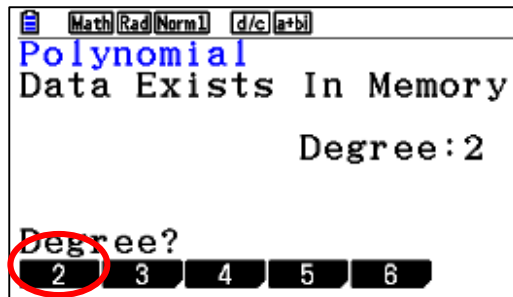 Math Rad Norm1 d/c a+bi
Polynomial
Data Exists In Memory
Degree:2
Degree?
2 3 4 5 6